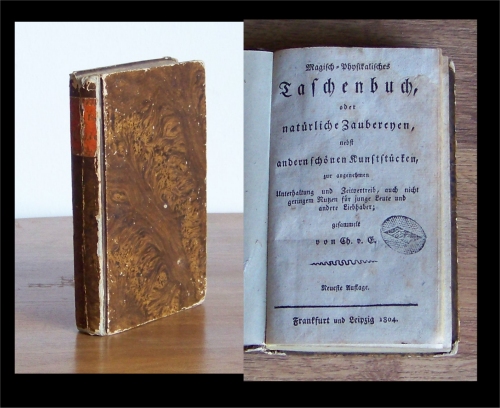 Magisch-Physikalisches
Taschenbuch,
oder
natürliche Zaubereyen,
nebst
andern schönen Kunststücken,
zur angenehmen
Unterhaltung und Zeitvertreib, auch nicht
geringem Nutzen für junge Leute und
andere Liebhaber;
gesammelt
von Ch. v. E.
Neueste Auflage.
Frankfurt und Leipzig 1804.